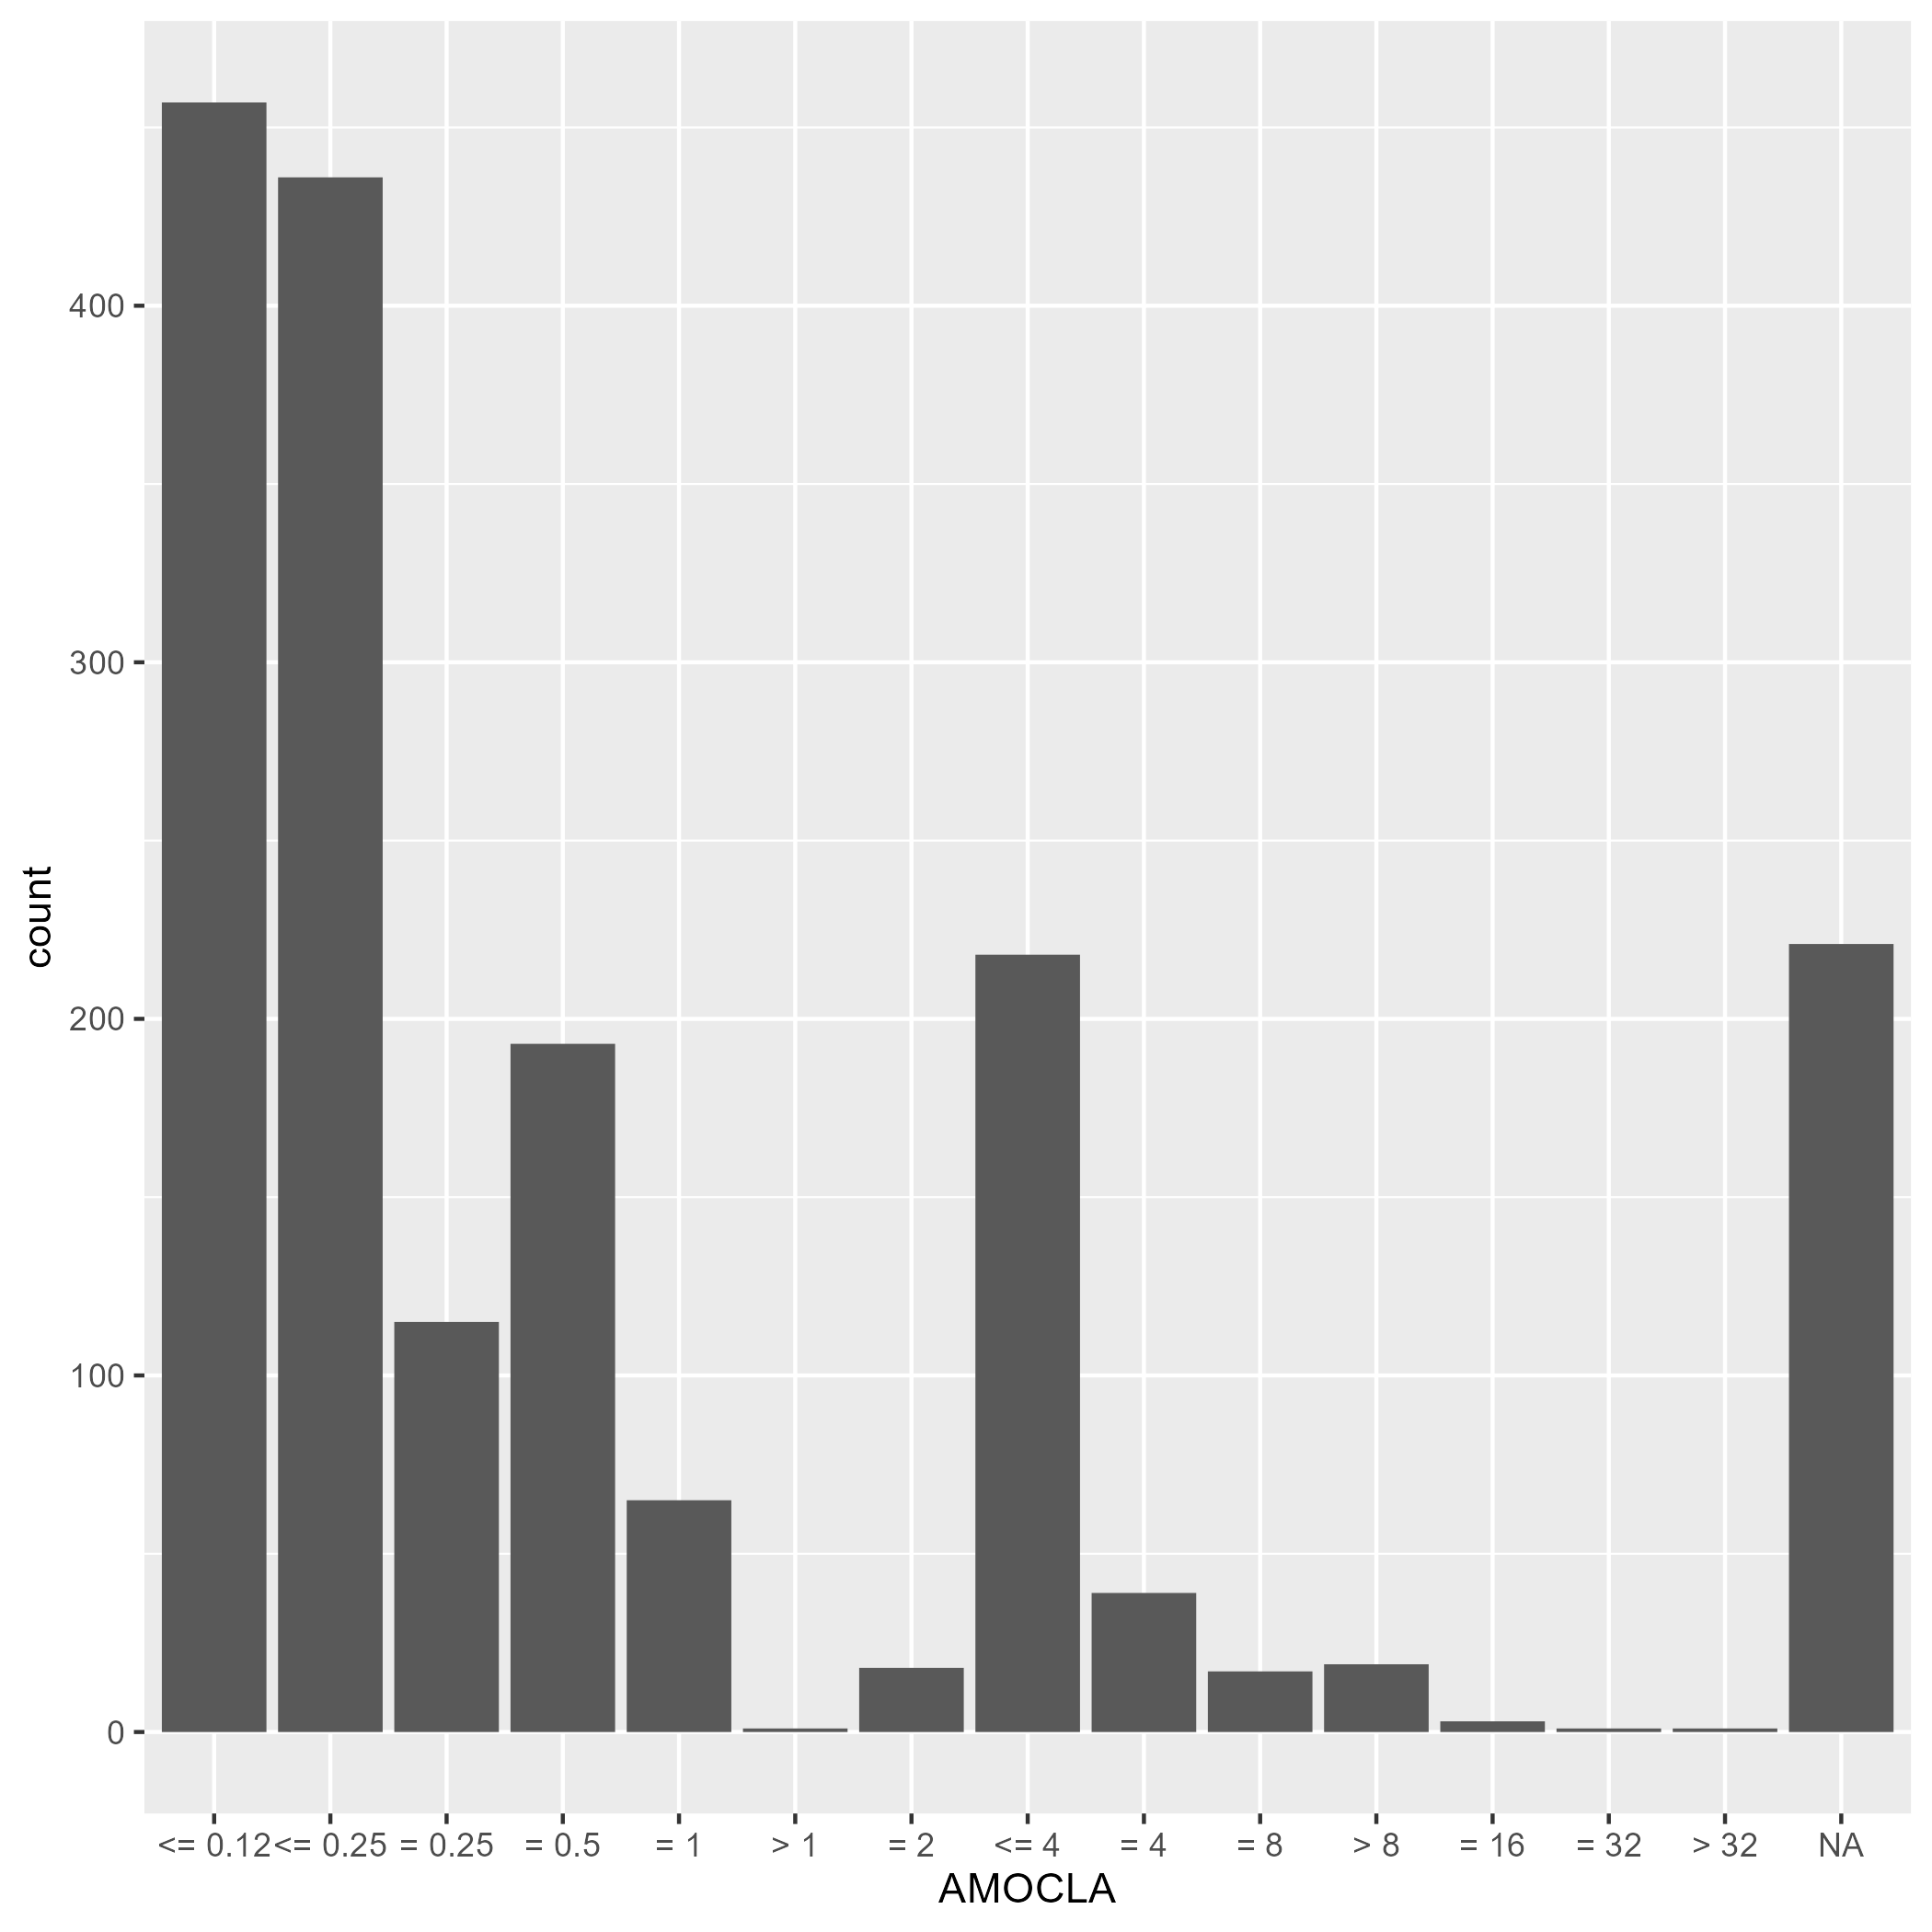 count
400
300
200
100
0
<= 0.12 <= 0.25 = 0.25 = 0.5 = 1 > 1 = 2 <= 4 = 4 = 8 > 8 = 16 = 32 > 32 NA
AMOCLA